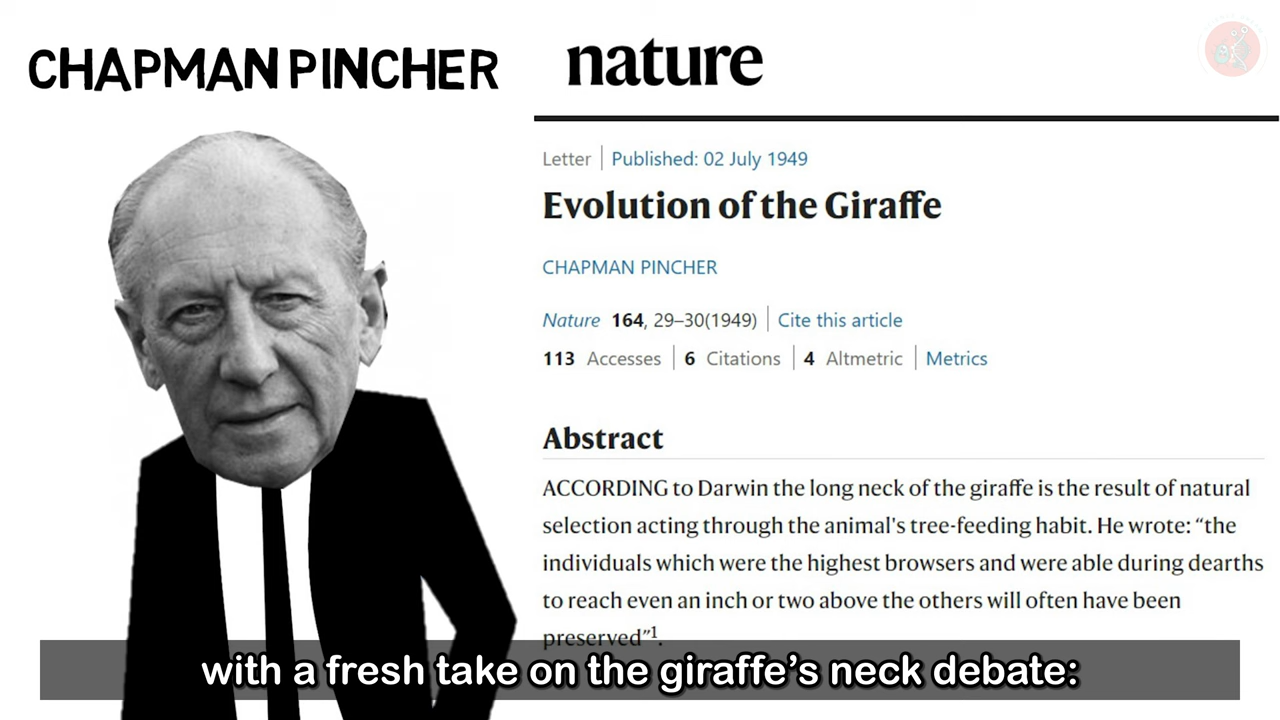 CHAPMAN PINCHER
nature
Letter | Published: 02 July 1949
Evolution of the Giraffe
CHAPMAN PINCHER
Nature 164, 29–30(1949) | Cite this article
113 Accesses | 6 Citations | 4 Altmetric | Metrics
Abstract
ACCORDING to Darwin the long neck of the giraffe is the result of natural
selection acting through the animal's tree-feeding habit. He wrote: “the
individuals which were the highest browsers and were able during dearths
to reach even an inch or two above the others will often have been
preserved”1.
with a fresh take on the giraffe’s neck debate: